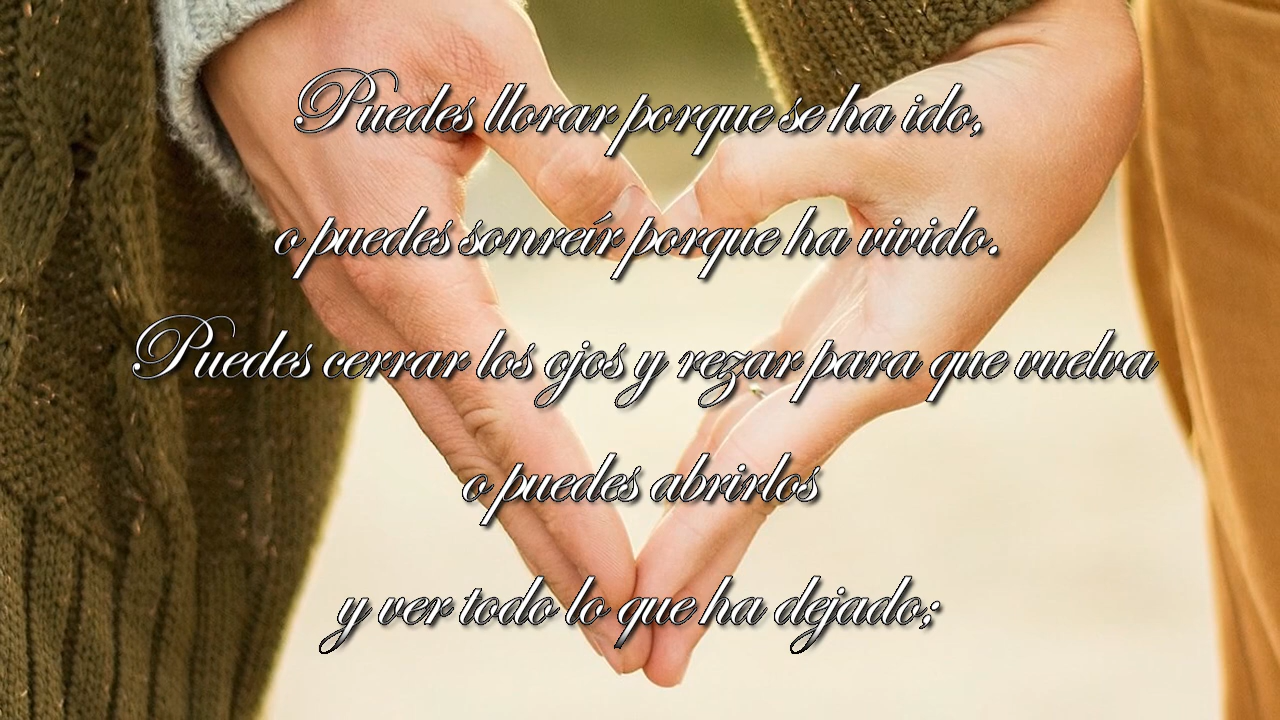 Puedes llorar porque se ha ido,
o puedes sonreír porque ha vivido.
Puedes cerrar los ojos y rezar para que vuelva
o puedes abrirlos
y ver todo lo que ha dejado;